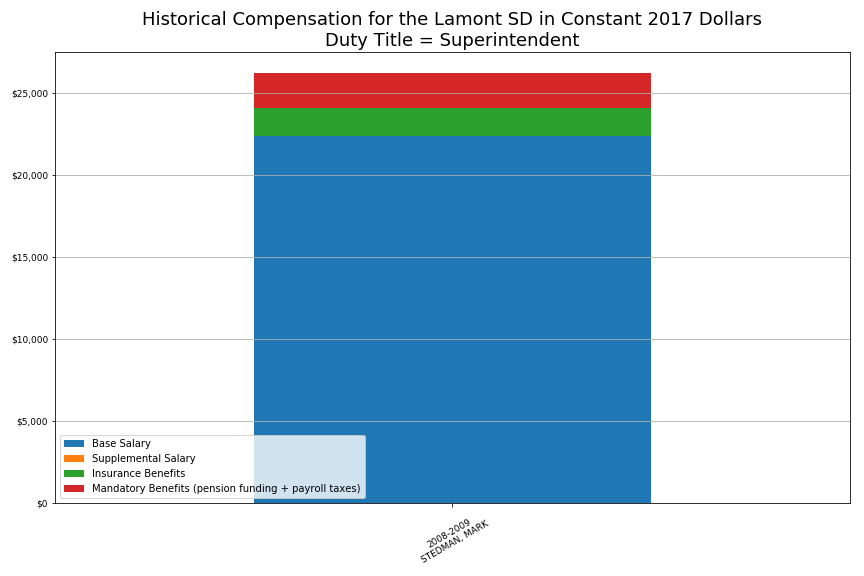 Historical Compensation for the Lamont SD in Constant 2017 Dollars
Duty Title = Superintendent
$25,000
$20,000
$15,000
$10,000
$5,000
$0
Base Salary
Supplemental Salary
Insurance Benefits
Mandatory Benefits (pension funding + payroll taxes)
2008-2009
STEDMAN, MARK